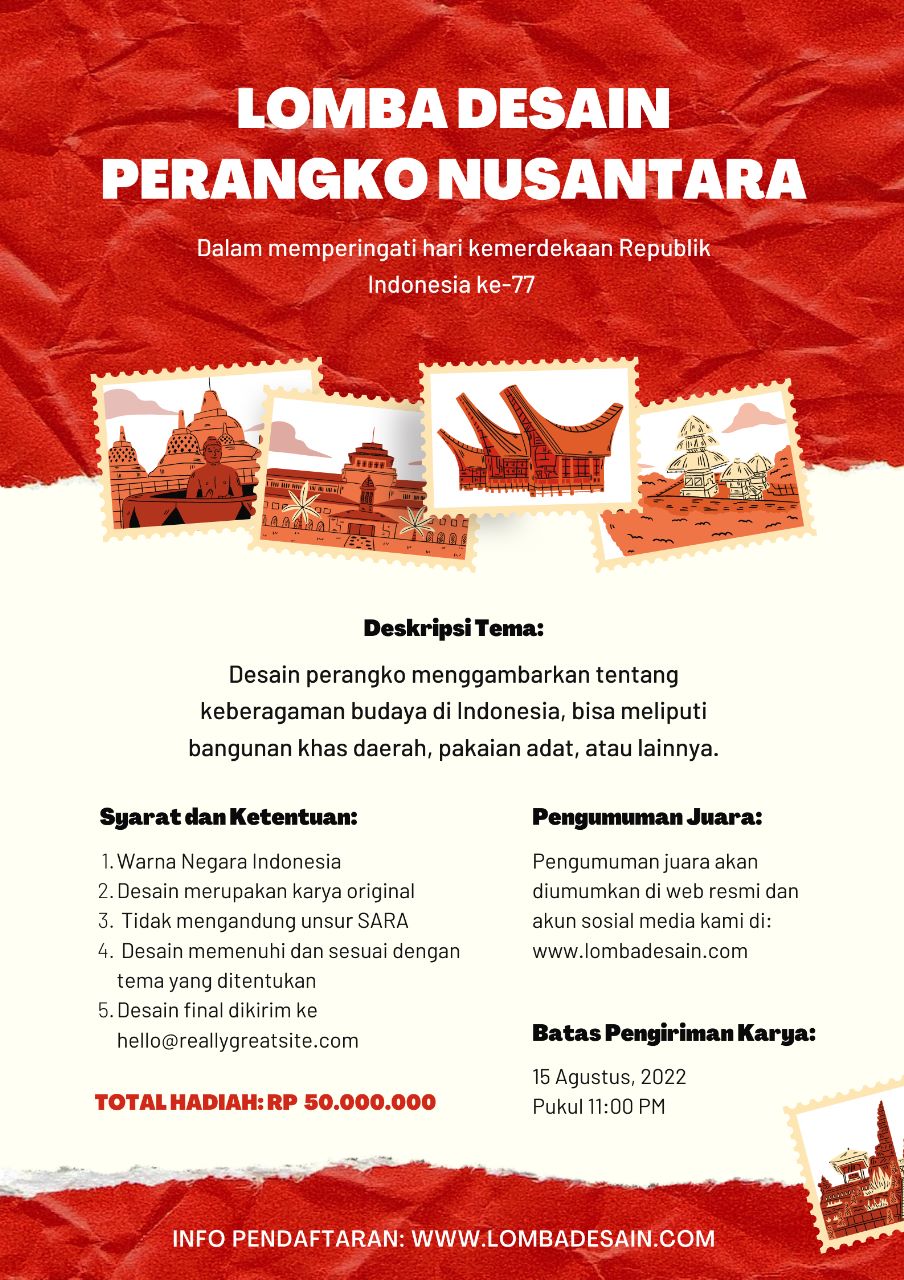 LOMBA DESAIN
PERANGKO NUSANTARA
Dalam memperingati hari kemerdekaan Republik
Indonesia ke-77
Deskripsi Tema:
Desain perangko menggambarkan tentang
keberagaman budaya di Indonesia, bisa meliputi
bangunan khas daerah, pakaian adat, atau lainnya.
Syarat dan Ketentuan:
1. Warna Negara Indonesia
2. Desain merupakan karya original
3. Tidak mengandung unsur SARA
4. Desain memenuhi dan sesuai dengan
tema yang ditentukan
5. Desain final dikirim ke
hello@reallygreatsite.com
TOTAL HADIAH: RP 50.000.000
Pengumuman Juara:
Pengumuman juara akan
diumumkan di web resmi dan
akun sosial media kami di:
www.lombadesain.com
Batas Pengiriman Karya:
15 Agustus, 2022
Pukul 11:00 PM
INFO PENDAFTARAN: WWW.LOMBADESAIN.COM